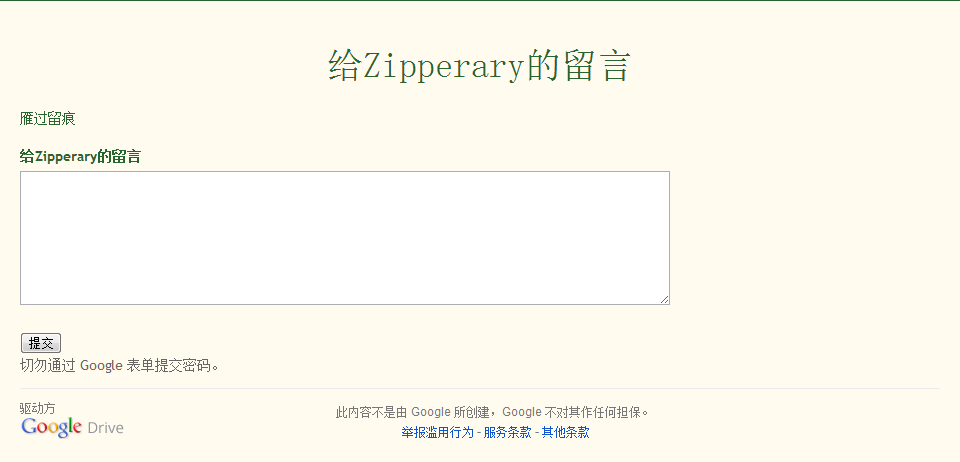 给Zipperary的留言
雁过留痕
给Zipperary的留言
提交
切勿通过 Google 表单提交密码。
驱动方
Google Drive
此内容不是由 Google 所创建，Google 不对其作任何担保。
举报滥用行为 - 服务条款 - 其他条款